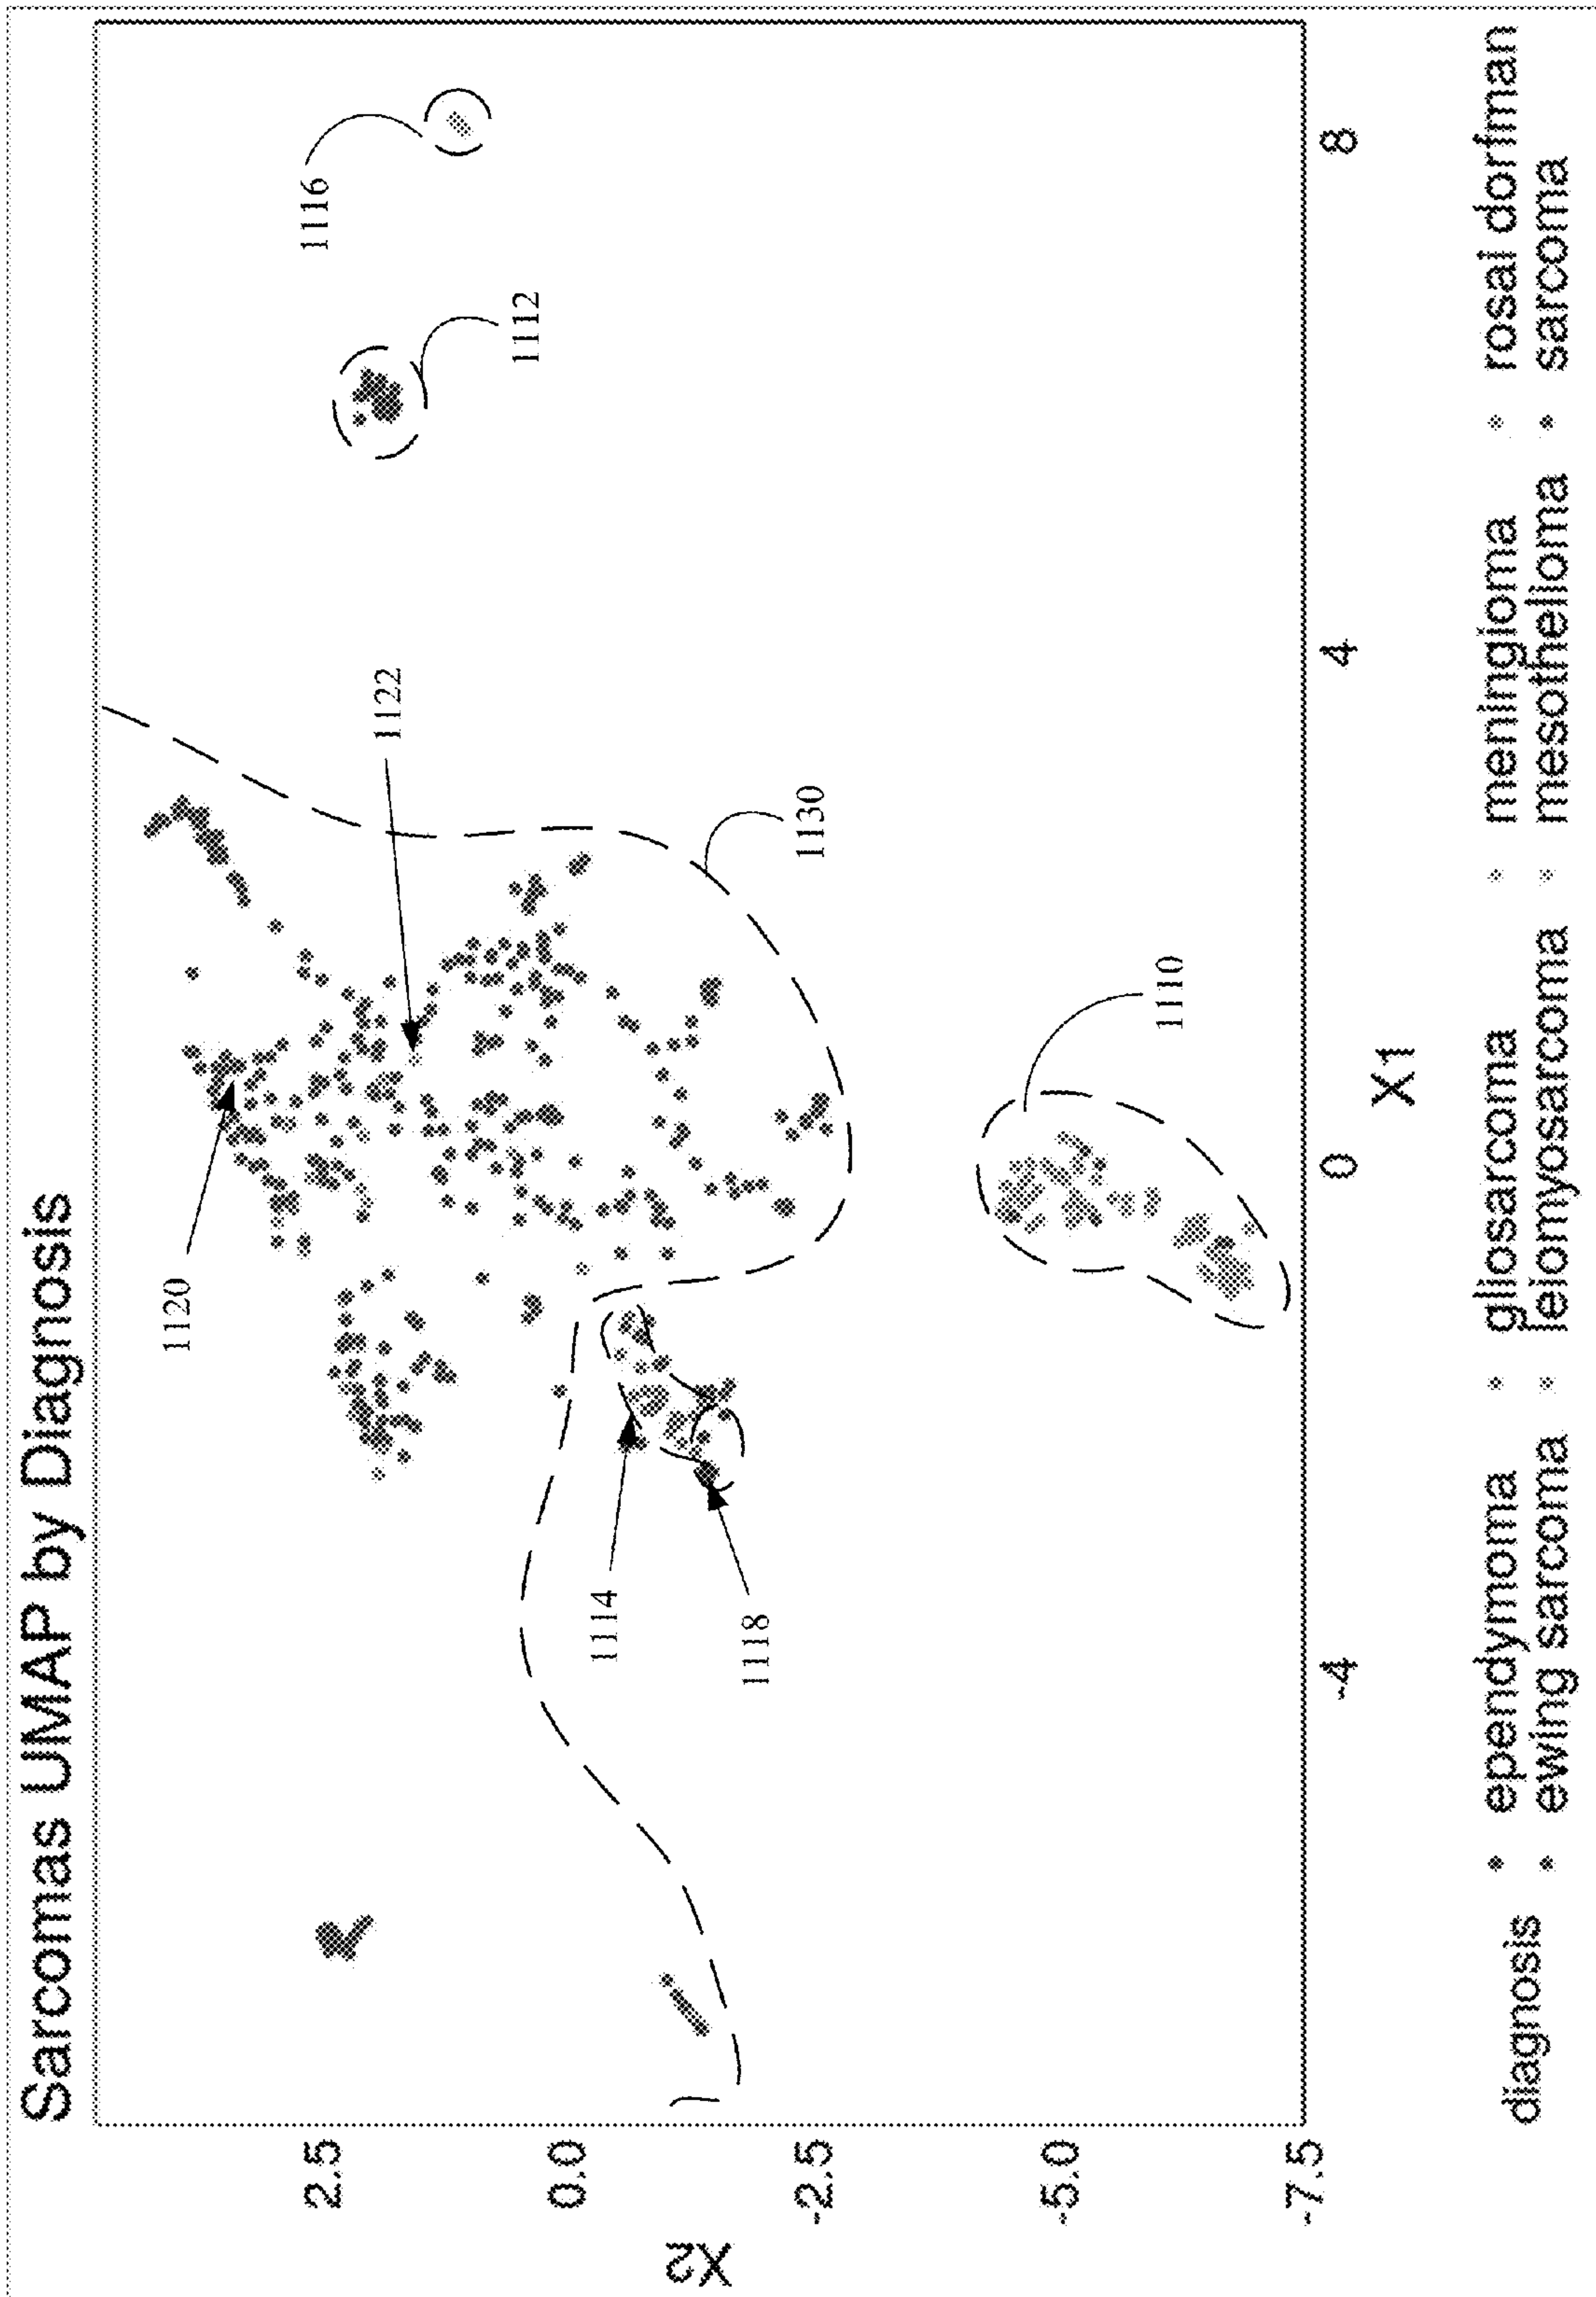 Sarcomas UMAP by Diagnosis
1116
1112
1120
1122
1130
1114
1118
1110
X2
2.5
0.0
-2.5
-5.0
-7.5
-4
0
4
8
X1
diagnosis
ependymoma gliosarcoma meningioma rosai dorfman
ewing sarcoma leiomyosarcoma mesothelioma sarcoma